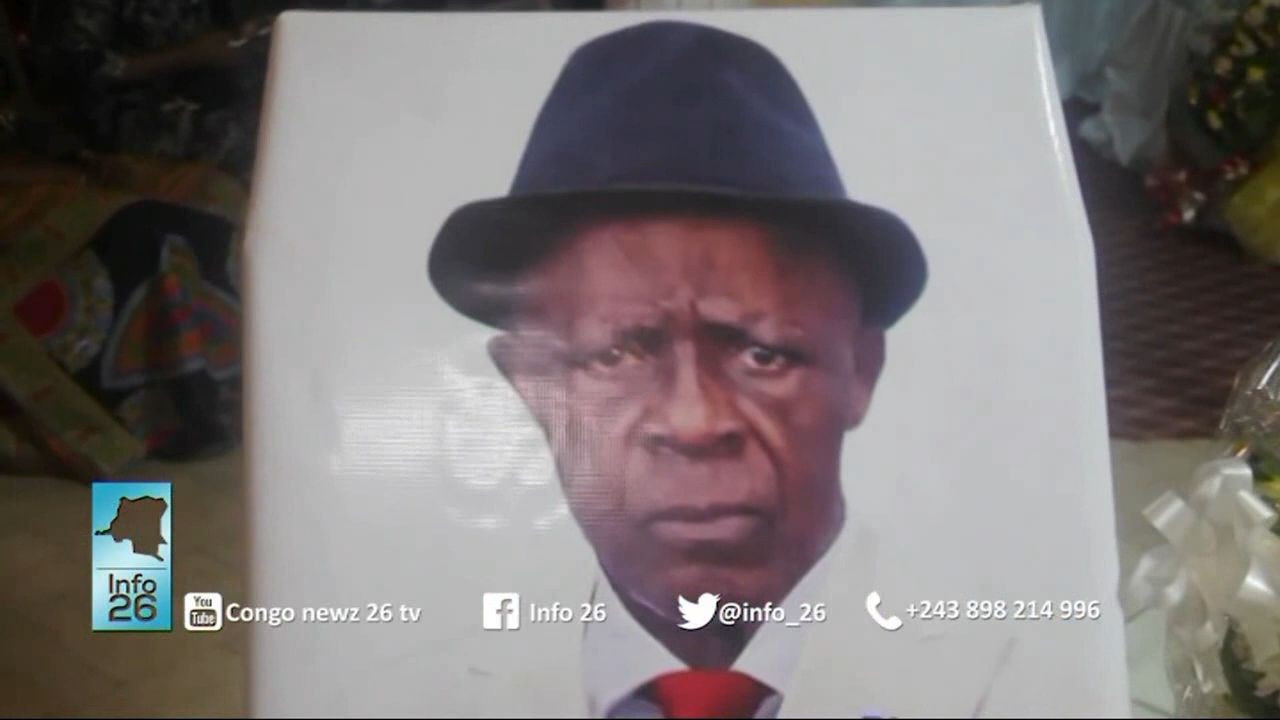 Info
26
You
Tube
Congo newz 26 tv
Info 26
@info_26
+243 898 214 996